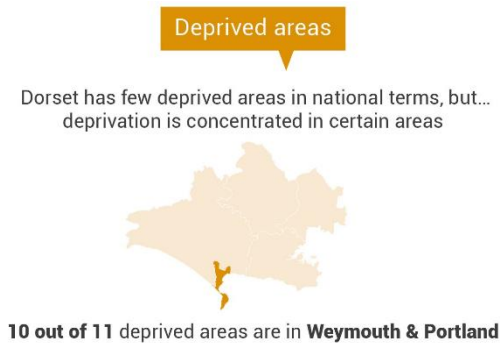 Deprived areas
Dorset has few deprived areas in national terms, but...
deprivation is concentrated in certain areas
10 out of 11 deprived areas are in Weymouth & Portland